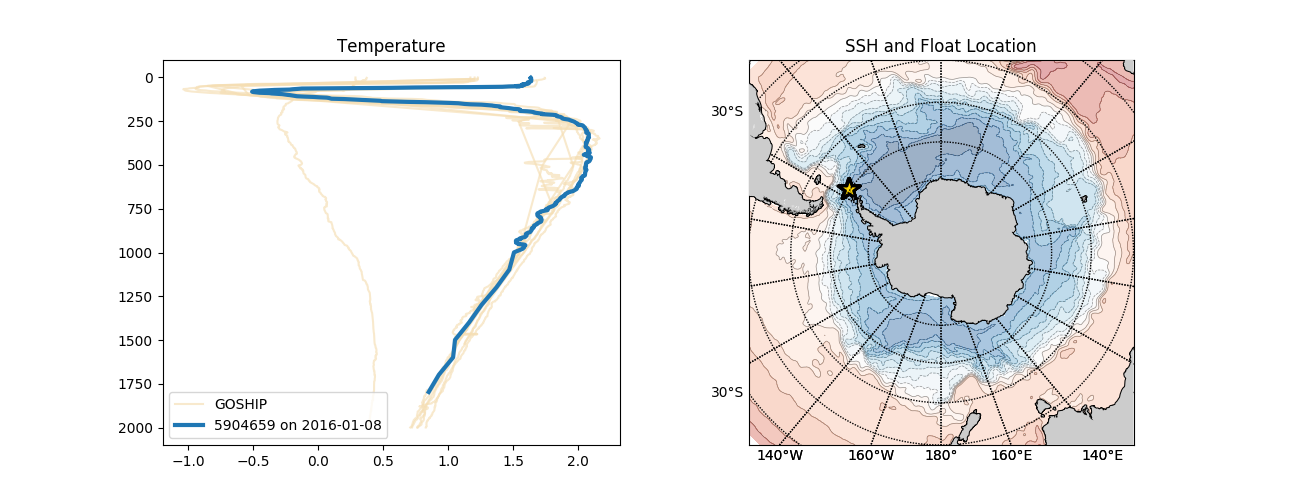 Temperature
0
250
500
750
1000
1250
1500
1750
2000
−1.0
−0.5
0.0
0.5
1.0
1.5
2.0
GOSHIP
5904659 on 2016-01-08
SSH and Float Location
30°S
30°S
140°W
160°W
180°
160°E
140°E